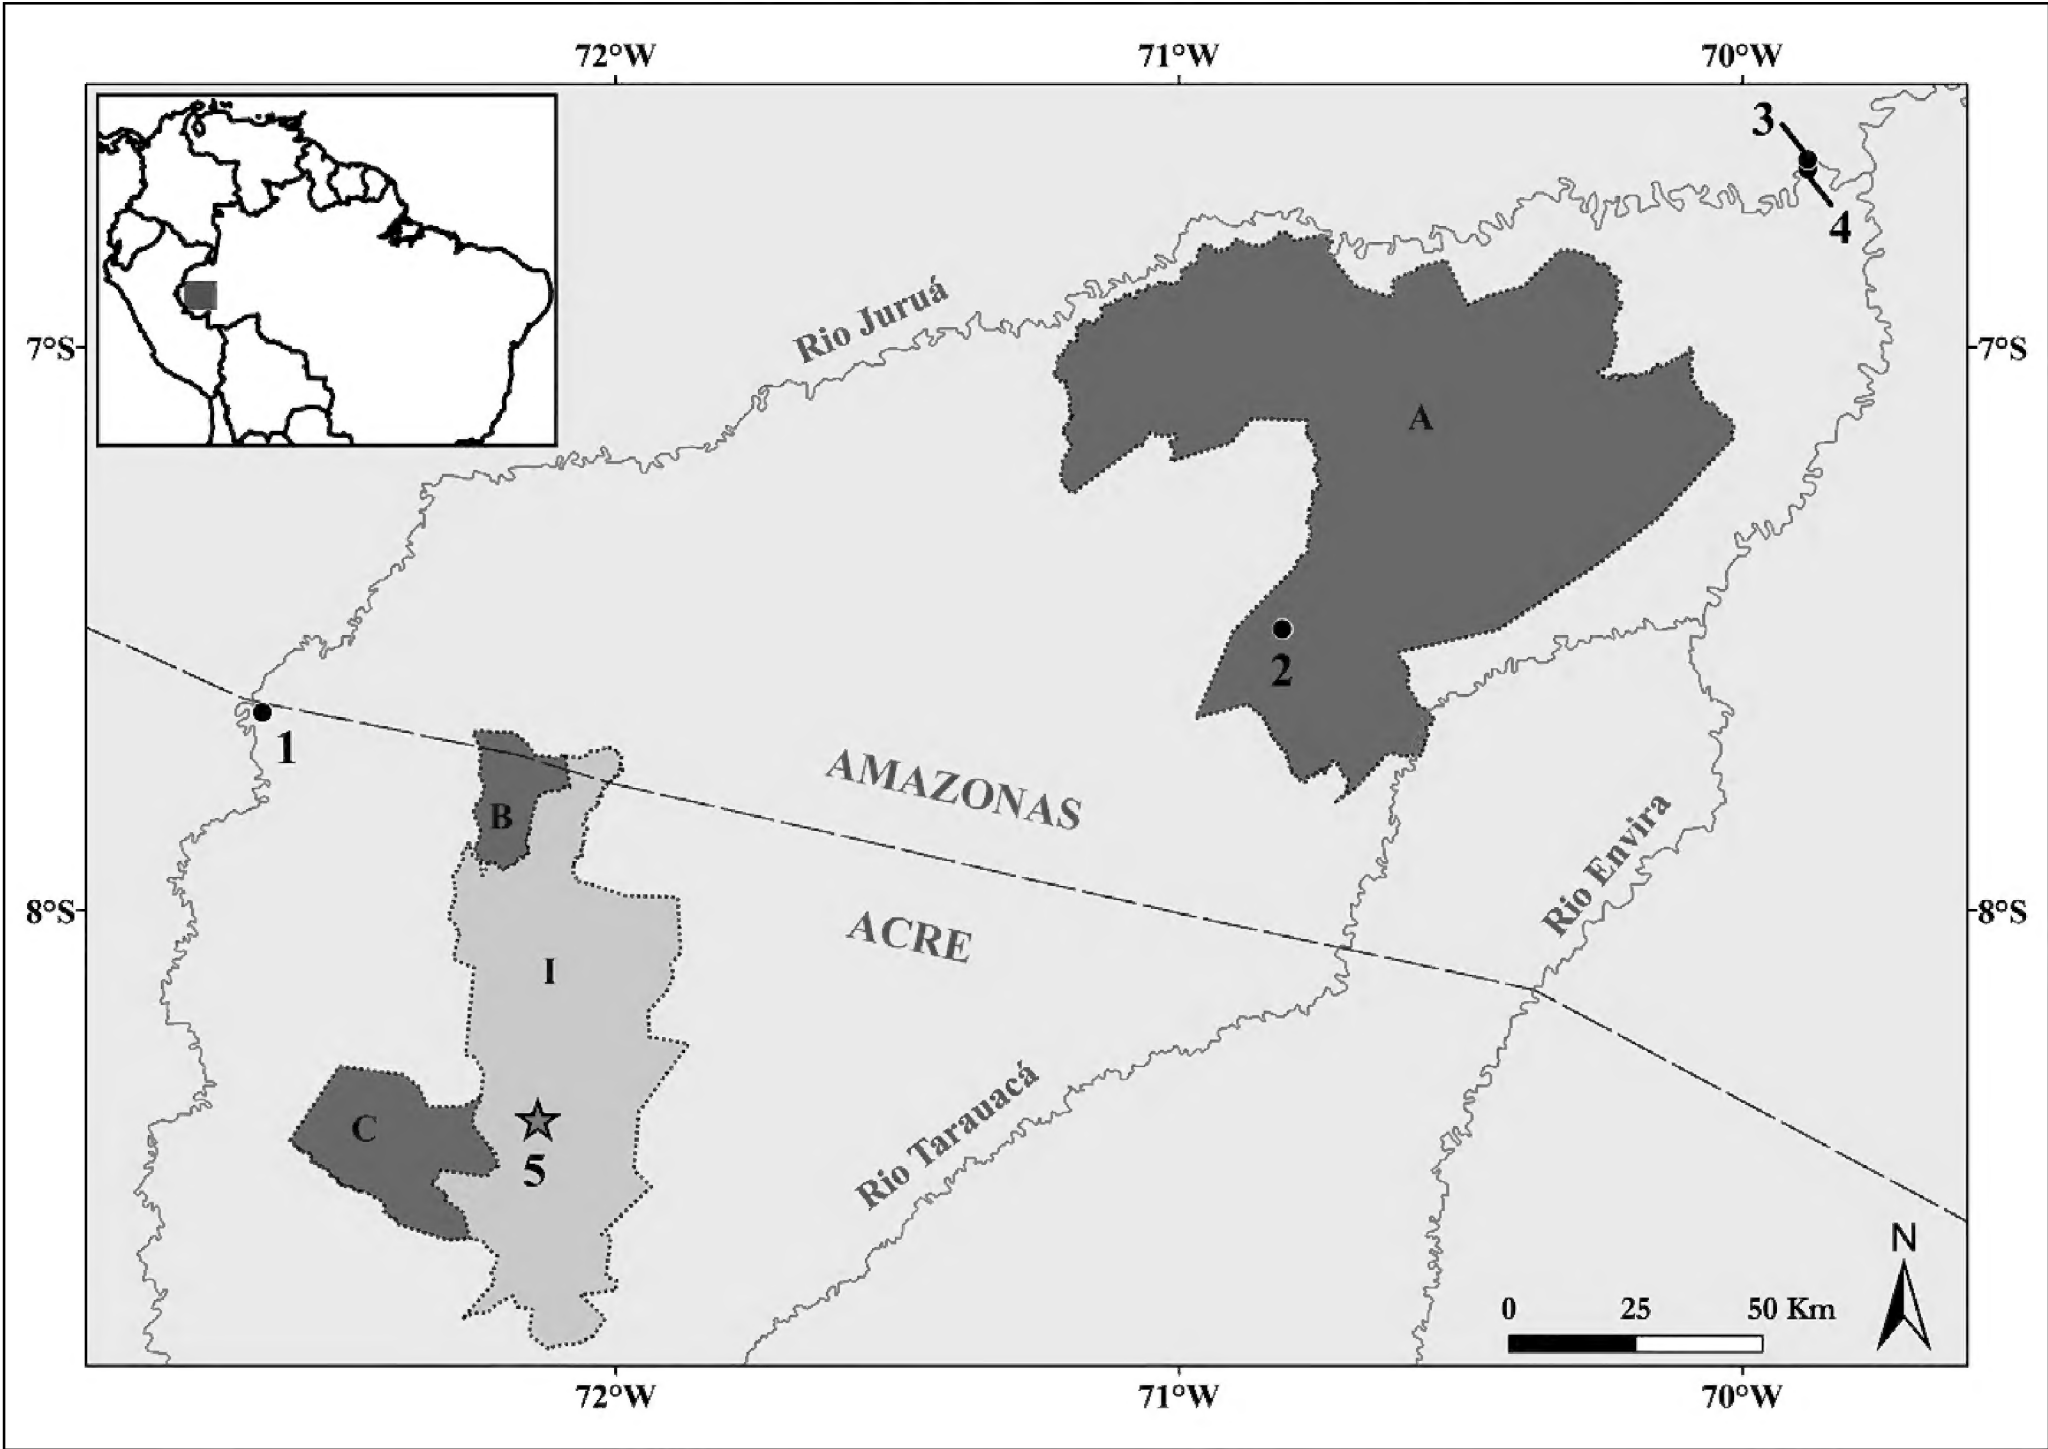 72°W 71°W 70°W
3
4
Rio Juruá
7°S 7°S
A
2
1
AMAZONAS
B
Rio Envira
8°S 8°S
ACRE
I
C
5
Rio Tarauacá
N
0 25 50 Km
72°W 71°W 70°W